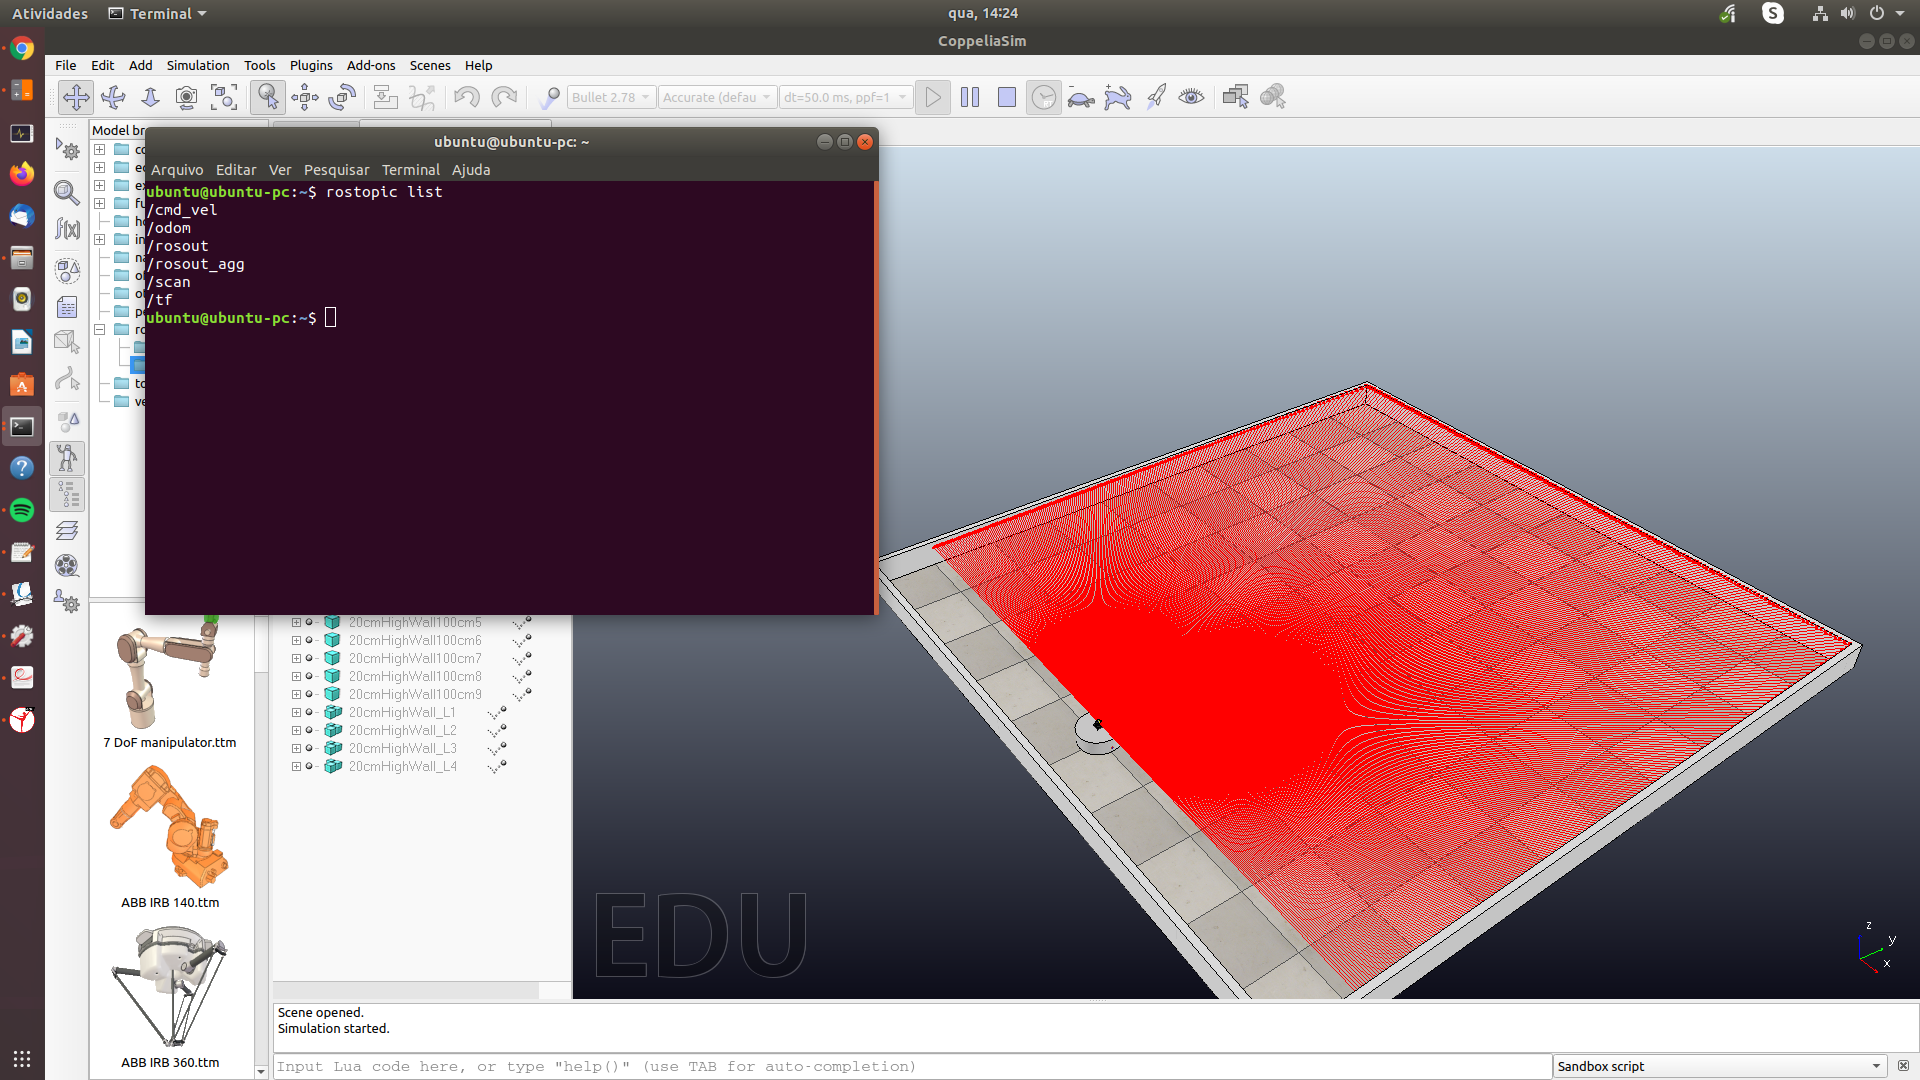 Atividades
Terminal
qua, 14:24
CoppeliaSim
File Edit Add Simulation Tools Plugins Add-ons Scenes Help
Bullet 2.78
Accurate (defau
dt=50.0 ms, ppf=1
Model br
ubuntu@ubuntu-pc: ~
Arquivo Editar Ver Pesquisar Terminal Ajuda
ubuntu@ubuntu-pc:~$ rostopic list
/cmd_vel
/odom
/rosout
/rosout_agg
/scan
/tf
ubuntu@ubuntu-pc:~$
20cmHighWall100cm5
20cmHighWall100cm6
20cmHighWall100cm7
20cmHighWall100cm8
20cmHighWall100cm9
20cmHighWall_L1
20cmHighWall_L2
20cmHighWall_L3
20cmHighWall_L4
7 DoF manipulator.ttm
ABB IRB 140.ttm
ABB IRB 360.ttm
EDU
z
y
x
Scene opened.
Simulation started.
Input Lua code here, or type "help()" (use TAB for auto-completion)
Sandbox script